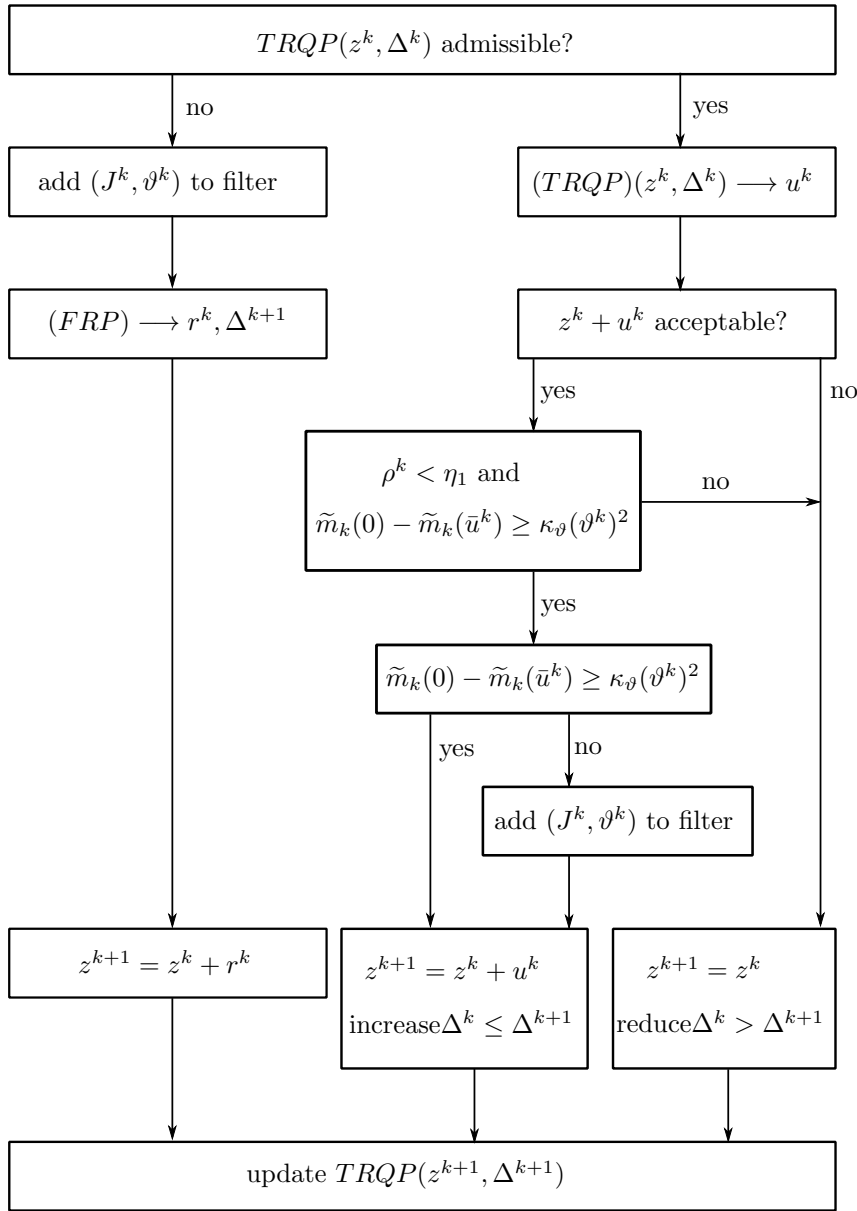 TRQP(z^k, Δ^k) admissible?
no
yes
add (J^k, ϑ^k) to filter
(TRQP)(z^k, Δ^k) ⟶ u^k
(FRP) ⟶ r^k, Δ^{k+1}
z^k + u^k acceptable?
yes
no
ρ^k < η_1 and
m̃_k(0) − m̃_k(ū^k) ≥ κ_ϑ(ϑ^k)^2
no
yes
m̃_k(0) − m̃_k(ū^k) ≥ κ_ϑ(ϑ^k)^2
yes
no
add (J^k, ϑ^k) to filter
z^{k+1} = z^k + r^k
z^{k+1} = z^k + u^k
increaseΔ^k ≤ Δ^{k+1}
z^{k+1} = z^k
reduceΔ^k > Δ^{k+1}
update TRQP(z^{k+1}, Δ^{k+1})